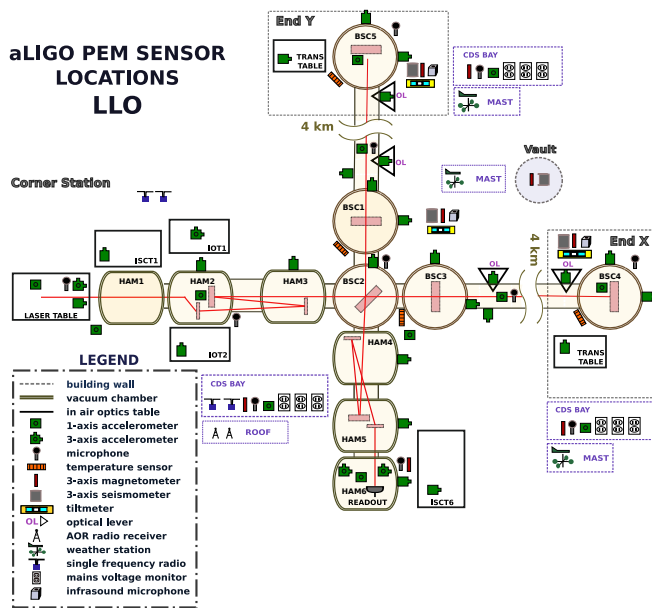 aLIGO PEM SENSOR
LOCATIONS
LLO
End Y
BSC5
TRANS
TABLE
OL
CDS BAY
MAST
4 km
OL
Vault
MAST
Corner Station
ISCT1
IOT1
BSC1
4 km
End X
HAM1
HAM2
HAM3
BSC2
BSC3
OL
OL
BSC4
LASER TABLE
IOT2
HAM4
TRANS
TABLE
CDS BAY
ROOF
HAM5
CDS BAY
MAST
HAM6
READOUT
ISCT6
LEGEND
building wall
vacuum chamber
in air optics table
1-axis accelerometer
3-axis accelerometer
microphone
temperature sensor
3-axis magnetometer
3-axis seismometer
tiltmeter
OL optical lever
AOR radio receiver
weather station
single frequency radio
mains voltage monitor
infrasound microphone